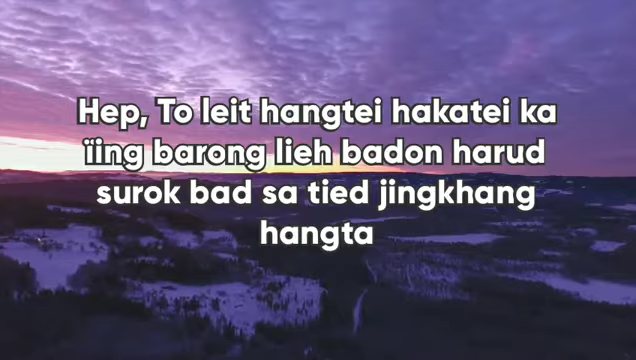 Hep, To leit hangtei hakatei ka
ïing barong lieh badon harud
surok bad sa tied jingkhang
hangta